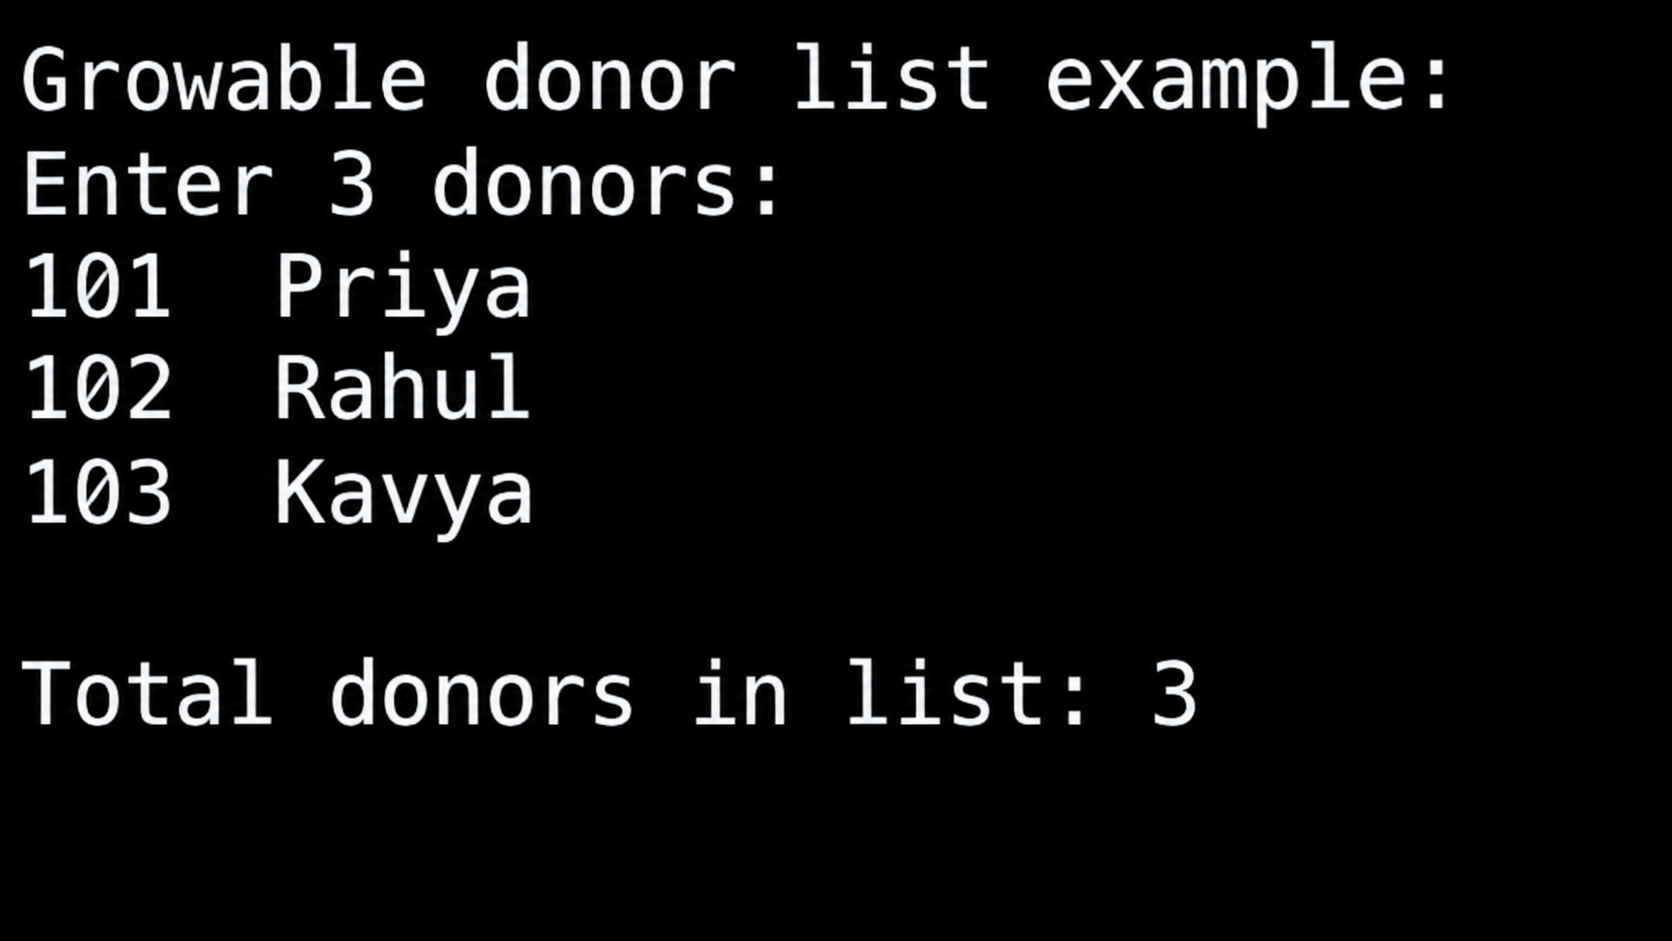 Growable donor list example:
Enter 3 donors:
101  Priya
102  Rahul
103  Kavya

Total donors in list: 3